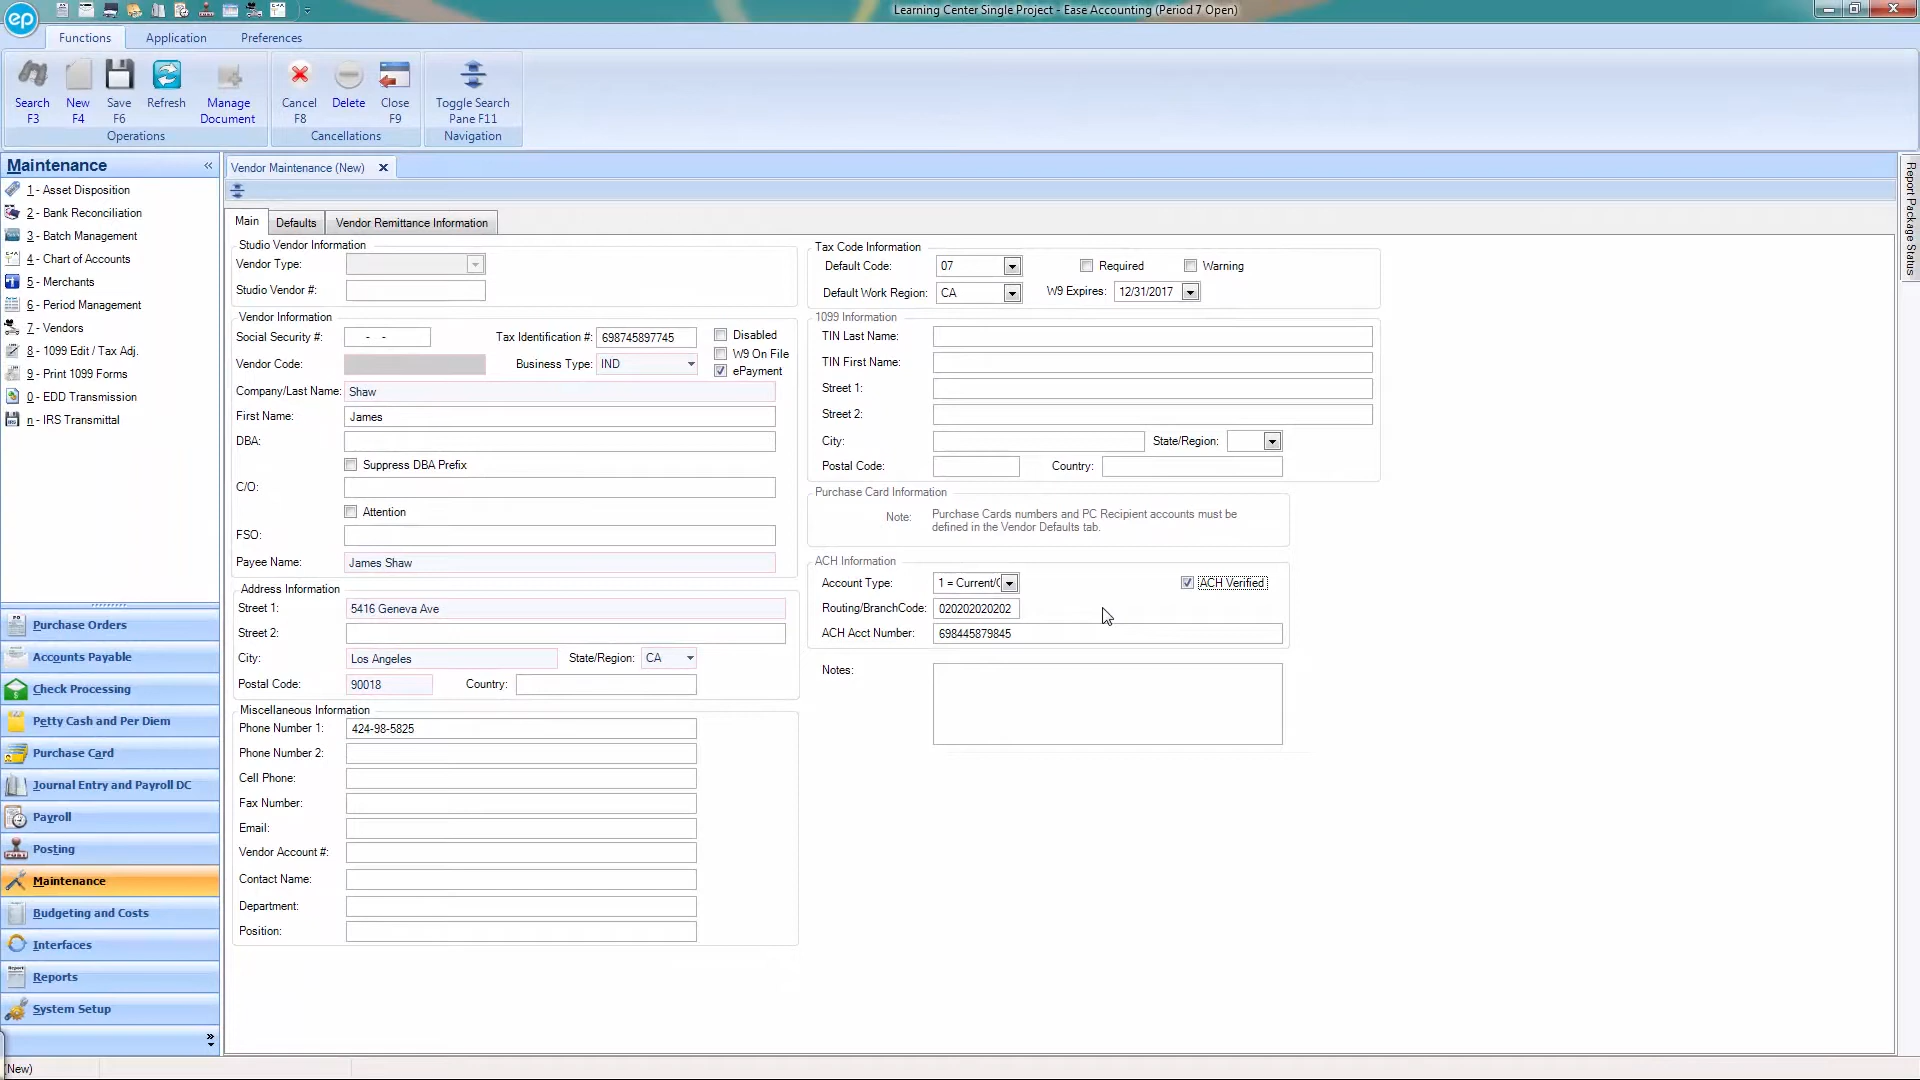 ep
Learning Center Single Project - Ease Accounting (Period 7 Open)
Functions
Application
Preferences
Search F3
New F4
Save F6
Refresh
Manage Document
Cancel F8
Delete
Close F9
Toggle Search Pane F11
Operations
Cancellations
Navigation
Maintenance
1 - Asset Disposition
2 - Bank Reconciliation
3 - Batch Management
4 - Chart of Accounts
5 - Merchants
6 - Period Management
7 - Vendors
8 - 1099 Edit / Tax Adj.
9 - Print 1099 Forms
0 - EDD Transmission
n - IRS Transmittal
Purchase Orders
Accounts Payable
Check Processing
Petty Cash and Per Diem
Purchase Card
Journal Entry and Payroll DC
Payroll
Posting
Maintenance
Budgeting and Costs
Interfaces
Reports
System Setup
(New)
Vendor Maintenance (New)
Main
Defaults
Vendor Remittance Information
Studio Vendor Information
Vendor Type:
Studio Vendor #:
Vendor Information
Social Security #: - -
Tax Identification #: 698745897745
Disabled
W9 On File
Vendor Code:
Business Type: IND
ePayment
Company/Last Name: Shaw
First Name: James
DBA:
Suppress DBA Prefix
C/O:
Attention
FSO:
Payee Name: James Shaw
Address Information
Street 1: 5416 Geneva Ave
Street 2:
City: Los Angeles
State/Region: CA
Postal Code: 90018
Country:
Miscellaneous Information
Phone Number 1: 424-98-5825
Phone Number 2:
Cell Phone:
Fax Number:
Email:
Vendor Account #:
Contact Name:
Department:
Position:
Tax Code Information
Default Code: 07
Required
Warning
Default Work Region: CA
W9 Expires: 12/31/2017
1099 Information
TIN Last Name:
TIN First Name:
Street 1:
Street 2:
City:
State/Region:
Postal Code:
Country:
Purchase Card Information
Note: Purchase Cards numbers and PC Recipient accounts must be
defined in the Vendor Defaults tab.
ACH Information
Account Type: 1 = Current/
ACH Verified
Routing/BranchCode: 020202020202
ACH Acct Number: 698445879845
Notes:
Report Package Status